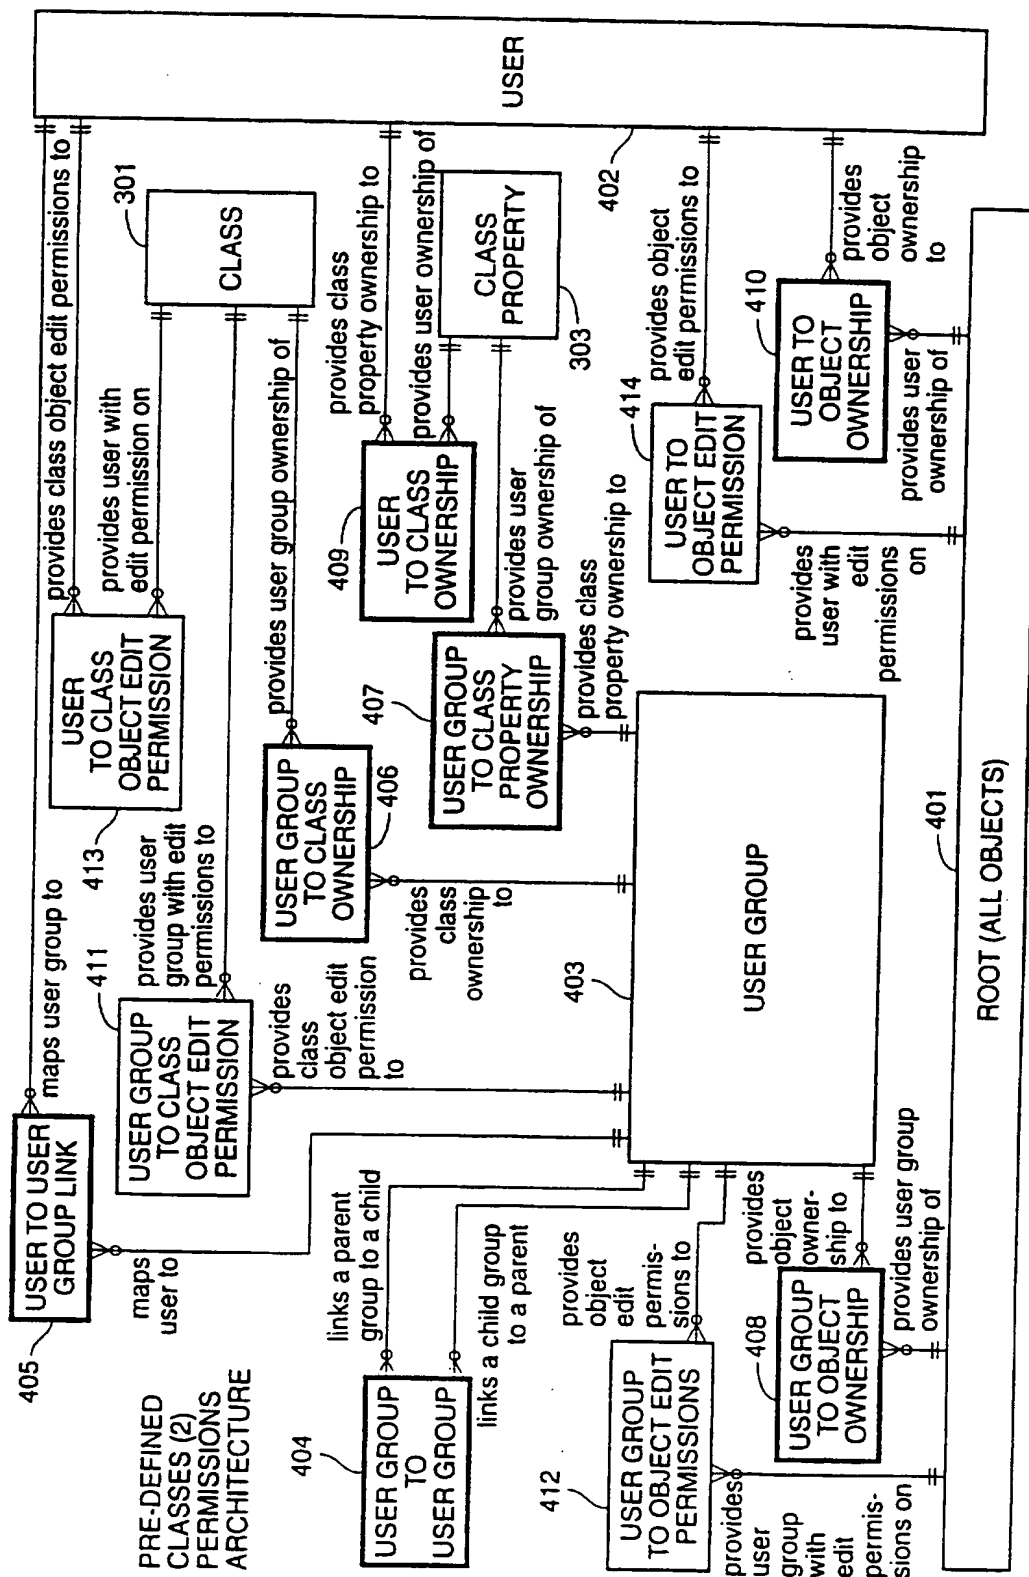 PRE-DEFINED
CLASSES (2)
PERMISSIONS
ARCHITECTURE
405
USER TO USER
GROUP LINK
maps user group to
maps
user to
411
USER GROUP
TO CLASS
OBJECT EDIT
PERMISSION
provides user
group with edit
permissions to
provides
class
object edit
permission
to
413
USER
TO CLASS
OBJECT EDIT
PERMISSION
provides class object edit permissions to
provides user with
edit permission on
301
CLASS
USER
402
provides user group ownership of
USER GROUP
TO CLASS
OWNERSHIP
406
provides
class
ownership
to
409
USER
TO CLASS
OWNERSHIP
provides class
property ownership to
provides user ownership of
CLASS
PROPERTY
303
407
USER GROUP
TO CLASS
PROPERTY
OWNERSHIP
provides user
group ownership of
provides class
property ownership to
404
USER GROUP
TO
USER GROUP
links a parent
group to a child
links a child group
to a parent
403
USER GROUP
412
USER GROUP
TO OBJECT EDIT
PERMISSIONS
provides
object
edit
permis-
sions to
provides
user
group
with
edit
permis-
sions on
408
USER GROUP
TO OBJECT
OWNERSHIP
provides
object
owner-
ship to
provides user group
ownership of
414
USER TO
OBJECT EDIT
PERMISSION
provides object
edit permissions to
provides
user with
edit
permissions
on
410
USER TO
OBJECT
OWNERSHIP
provides
object
ownership
to
provides user
ownership of
401
ROOT (ALL OBJECTS)